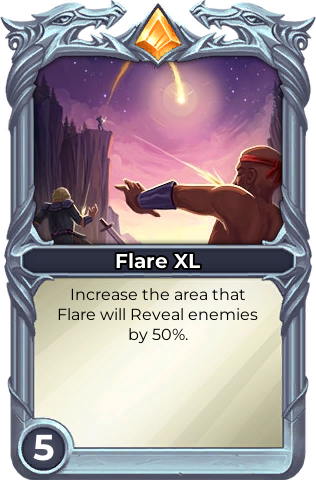 Flare XL
Increase the area that
Flare will Reveal enemies
by 50%.
5